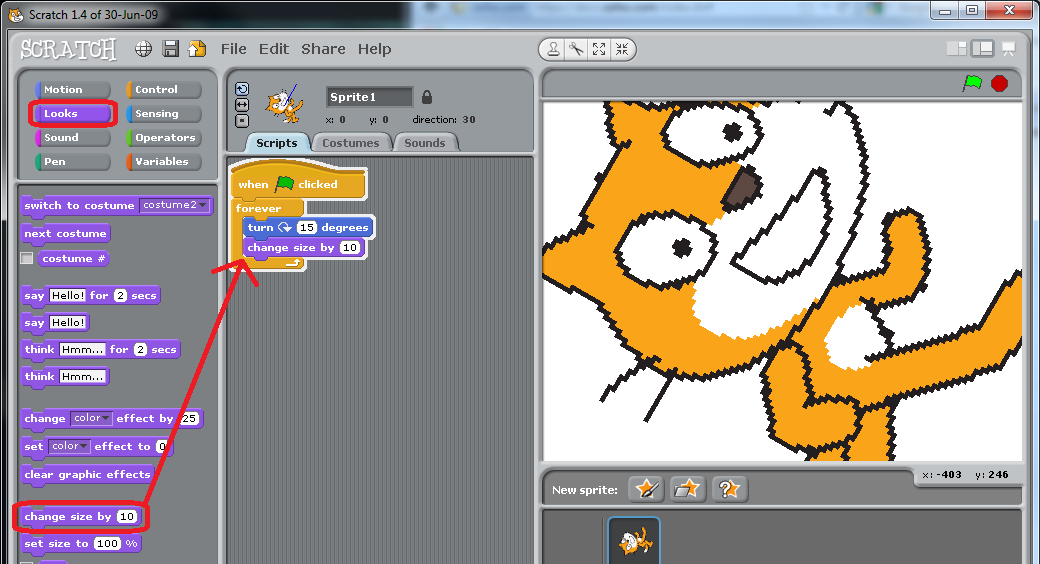 Scratch 1.4 of 30-Jun-09
SCRATCH File Edit Share Help
Motion Control
Looks Sensing
Sound Operators
Pen Variables
Sprite1
x: 0 y: 0 direction: 30
Scripts Costumes Sounds
when clicked
forever
turn 15 degrees
change size by 10
switch to costume costume2
next costume
costume #
say Hello! for 2 secs
say Hello!
think Hmm... for 2 secs
think Hmm...
change color effect by 25
set color effect to 0
clear graphic effects
change size by 10
set size to 100 %
x: -403 y: 246
New sprite: